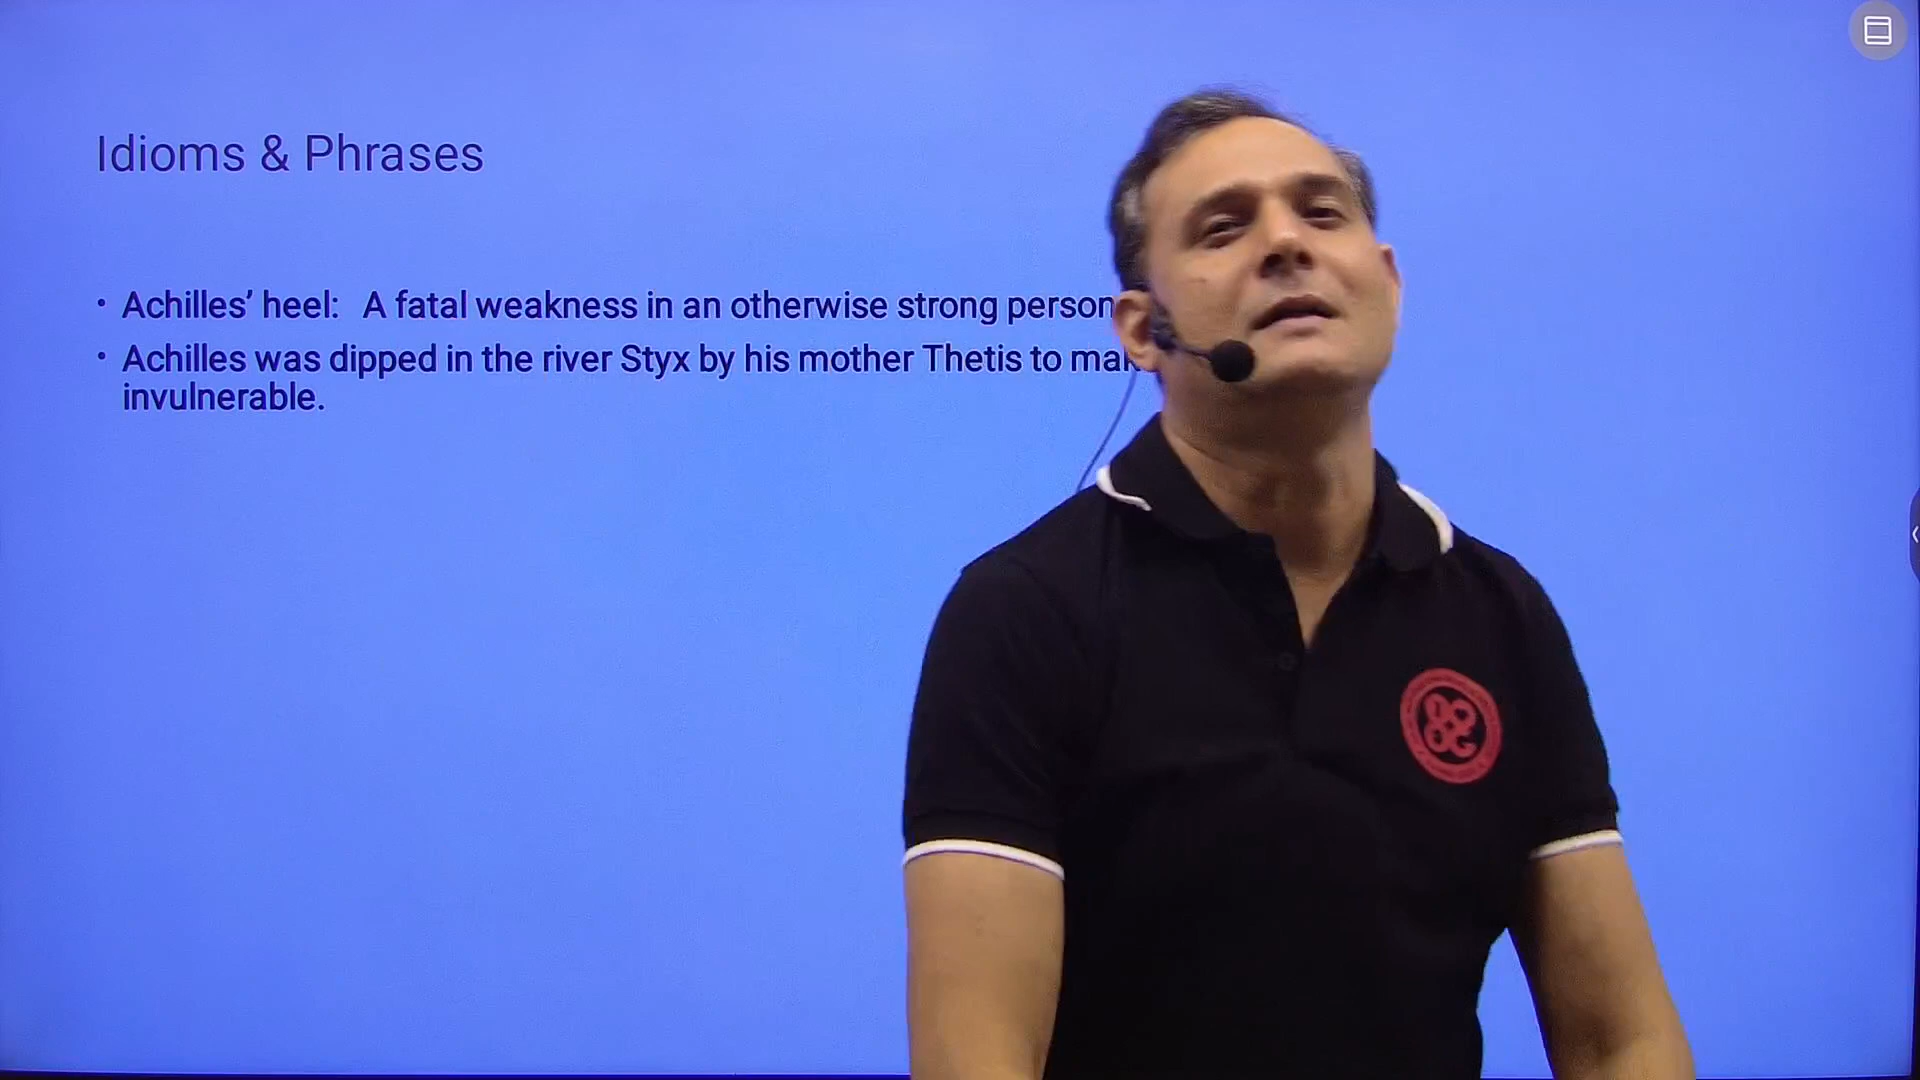 Idioms & Phrases
• Achilles’ heel: A fatal weakness in an otherwise strong person
• Achilles was dipped in the river Styx by his mother Thetis to
invulnerable.